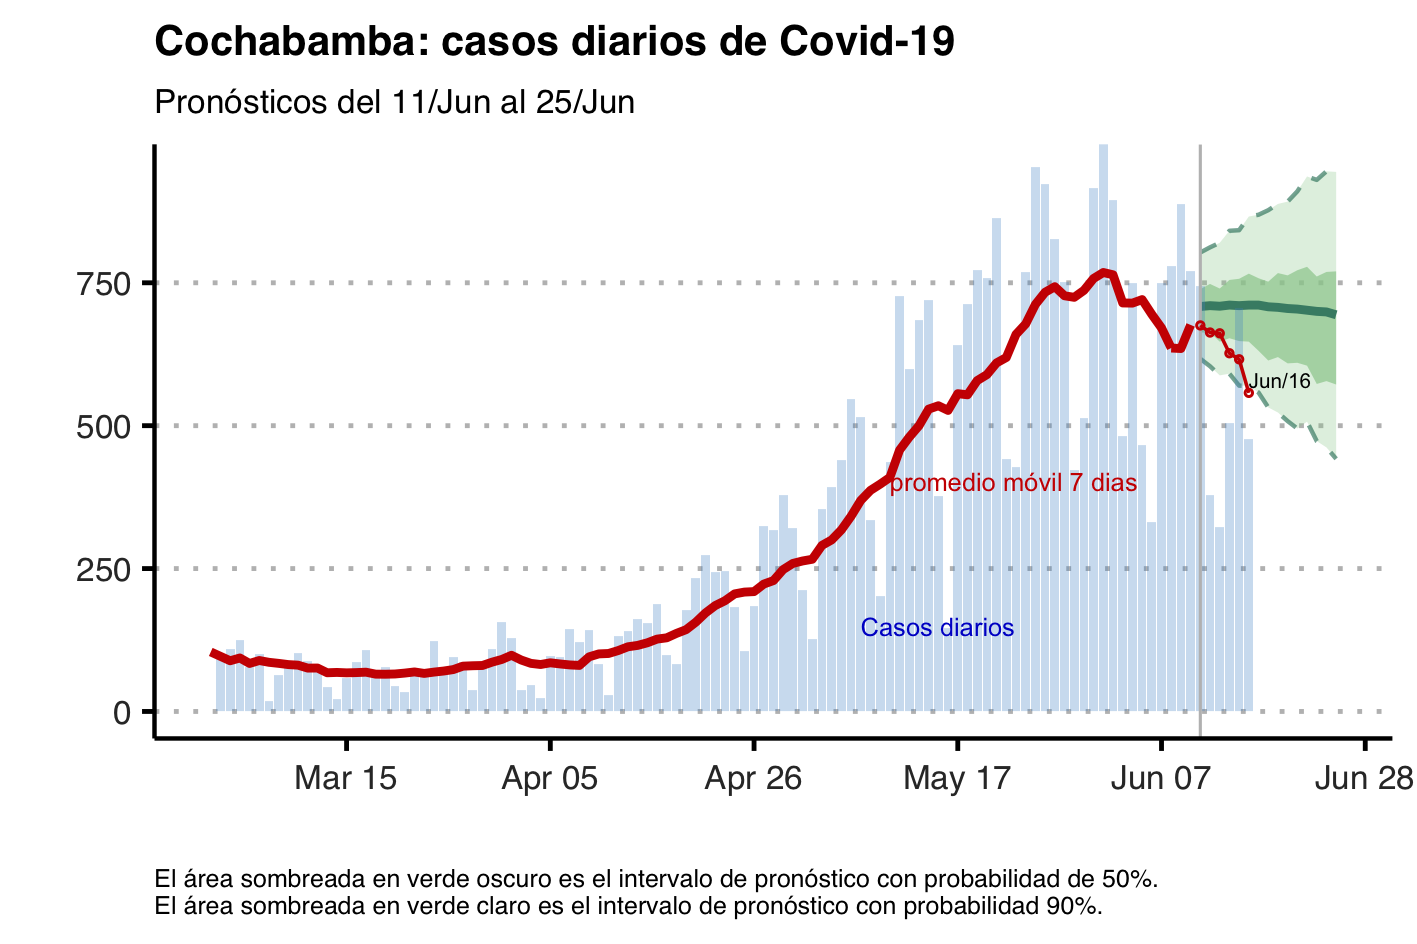 Cochabamba: casos diarios de Covid-19
Pronósticos del 11/Jun al 25/Jun
750
500
250
0
Jun/16
promedio móvil 7 dias
Casos diarios
Mar 15
Apr 05
Apr 26
May 17
Jun 07
Jun 28
El área sombreada en verde oscuro es el intervalo de pronóstico con probabilidad de 50%.
El área sombreada en verde claro es el intervalo de pronóstico con probabilidad 90%.